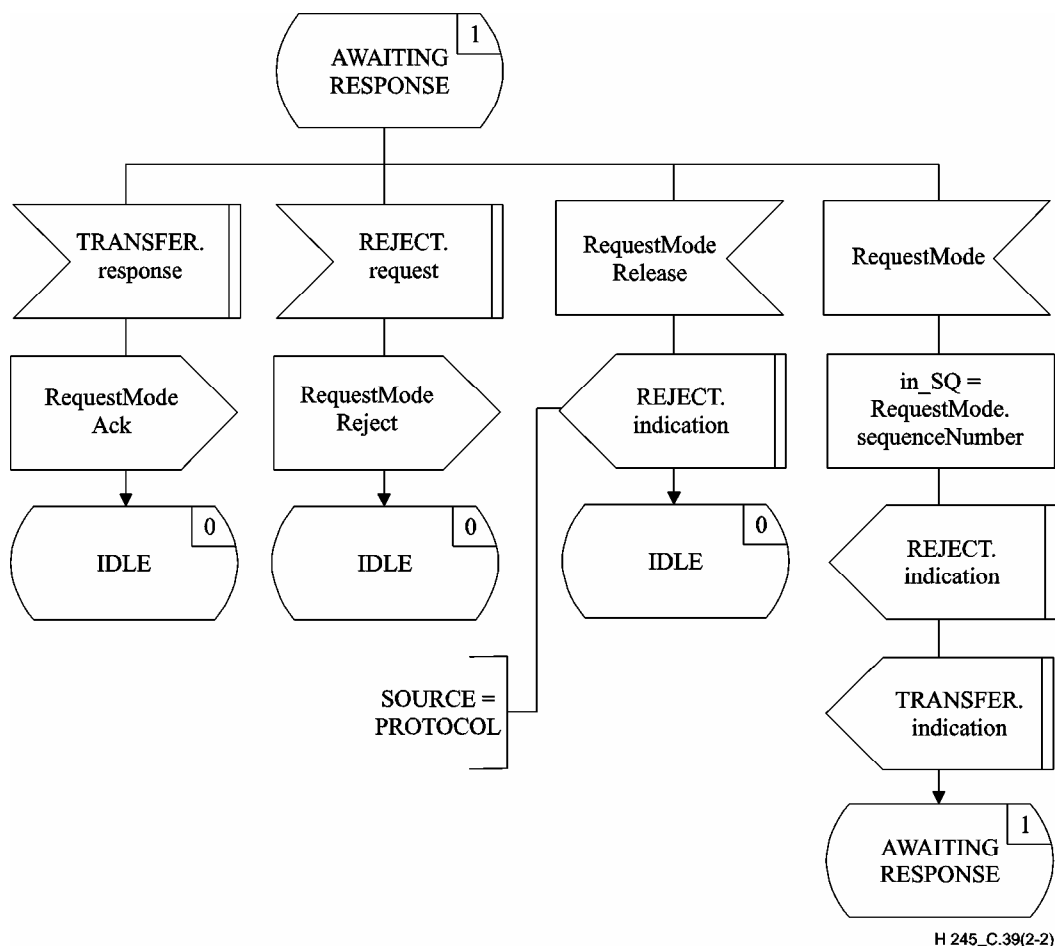 1
AWAITING
RESPONSE
TRANSFER.
response
REJECT.
request
RequestMode
Release
RequestMode
RequestMode
Ack
RequestMode
Reject
REJECT.
indication
in_SQ =
RequestMode.
sequenceNumber
0
IDLE
0
IDLE
0
IDLE
REJECT.
indication
SOURCE =
PROTOCOL
TRANSFER.
indication
1
AWAITING
RESPONSE
H 245_C.39(2-2)